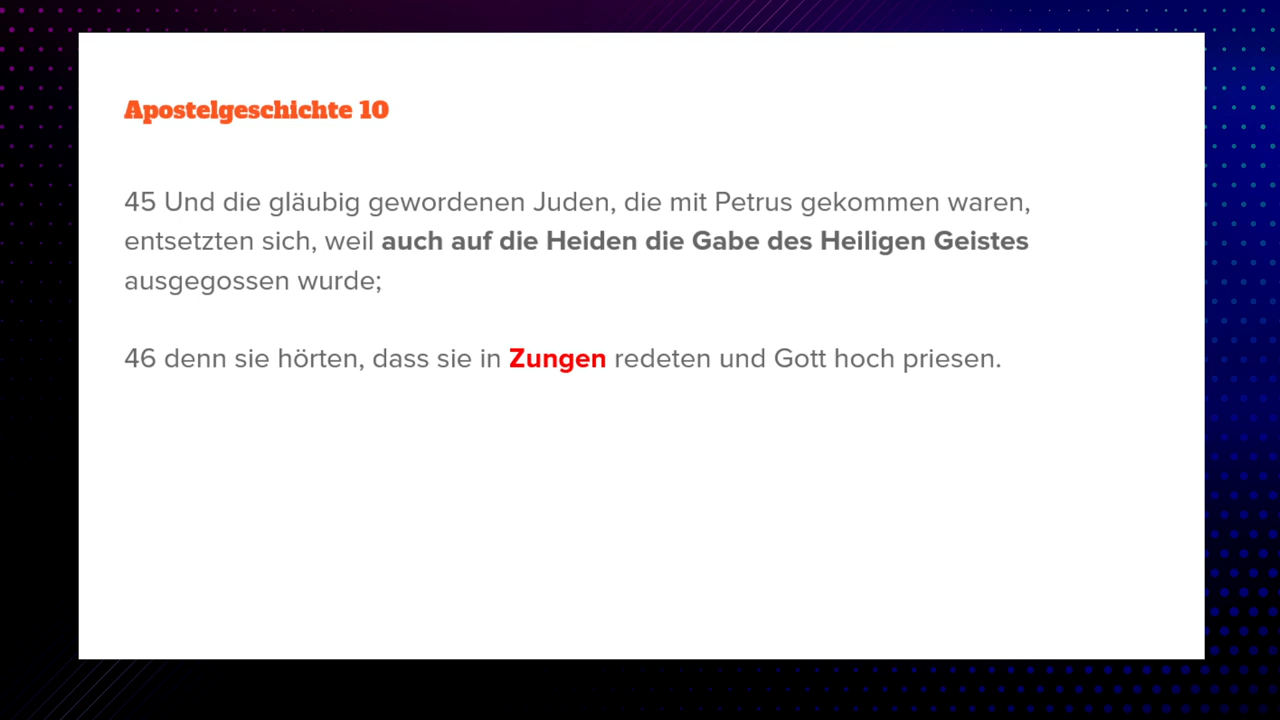 Apostelgeschichte 10
45 Und die gläubig gewordenen Juden, die mit Petrus gekommen waren,
entsetzten sich, weil auch auf die Heiden die Gabe des Heiligen Geistes
ausgegossen wurde;
46 denn sie hörten, dass sie in Zungen redeten und Gott hoch priesen.